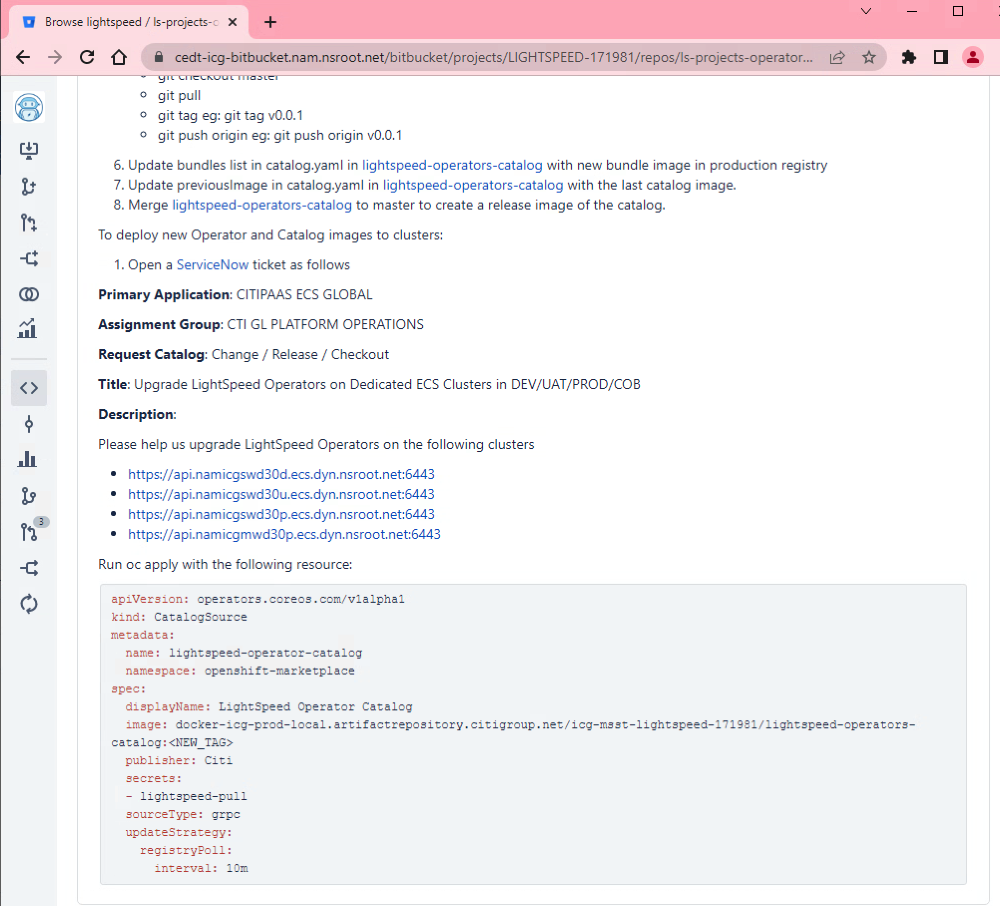 Browse lightspeed / ls-projects-o
cedt-icg-bitbucket.nam.nsroot.net/bitbucket/projects/LIGHTSPEED-171981/repos/ls-projects-operator...
git checkout master
git pull
git tag eg: git tag v0.0.1
git push origin eg: git push origin v0.0.1
6. Update bundles list in catalog.yaml in lightspeed-operators-catalog with new bundle image in production registry
7. Update previousImage in catalog.yaml in lightspeed-operators-catalog with the last catalog image.
8. Merge lightspeed-operators-catalog to master to create a release image of the catalog.
To deploy new Operator and Catalog images to clusters:
1. Open a ServiceNow ticket as follows
Primary Application: CITIPAAS ECS GLOBAL
Assignment Group: CTI GL PLATFORM OPERATIONS
Request Catalog: Change / Release / Checkout
Title: Upgrade LightSpeed Operators on Dedicated ECS Clusters in DEV/UAT/PROD/COB
Description:
Please help us upgrade LightSpeed Operators on the following clusters
https://api.namicgswd30d.ecs.dyn.nsroot.net:6443
https://api.namicgswd30u.ecs.dyn.nsroot.net:6443
https://api.namicgswd30p.ecs.dyn.nsroot.net:6443
https://api.namicgmwd30p.ecs.dyn.nsroot.net:6443
3
Run oc apply with the following resource:
apiVersion: operators.coreos.com/v1alpha1
kind: CatalogSource
metadata:
  name: lightspeed-operator-catalog
  namespace: openshift-marketplace
spec:
  displayName: LightSpeed Operator Catalog
  image: docker-icg-prod-local.artifactrepository.citigroup.net/icg-msst-lightspeed-171981/lightspeed-operators-
catalog:<NEW_TAG>
  publisher: Citi
  secrets:
  - lightspeed-pull
  sourceType: grpc
  updateStrategy:
    registryPoll:
      interval: 10m